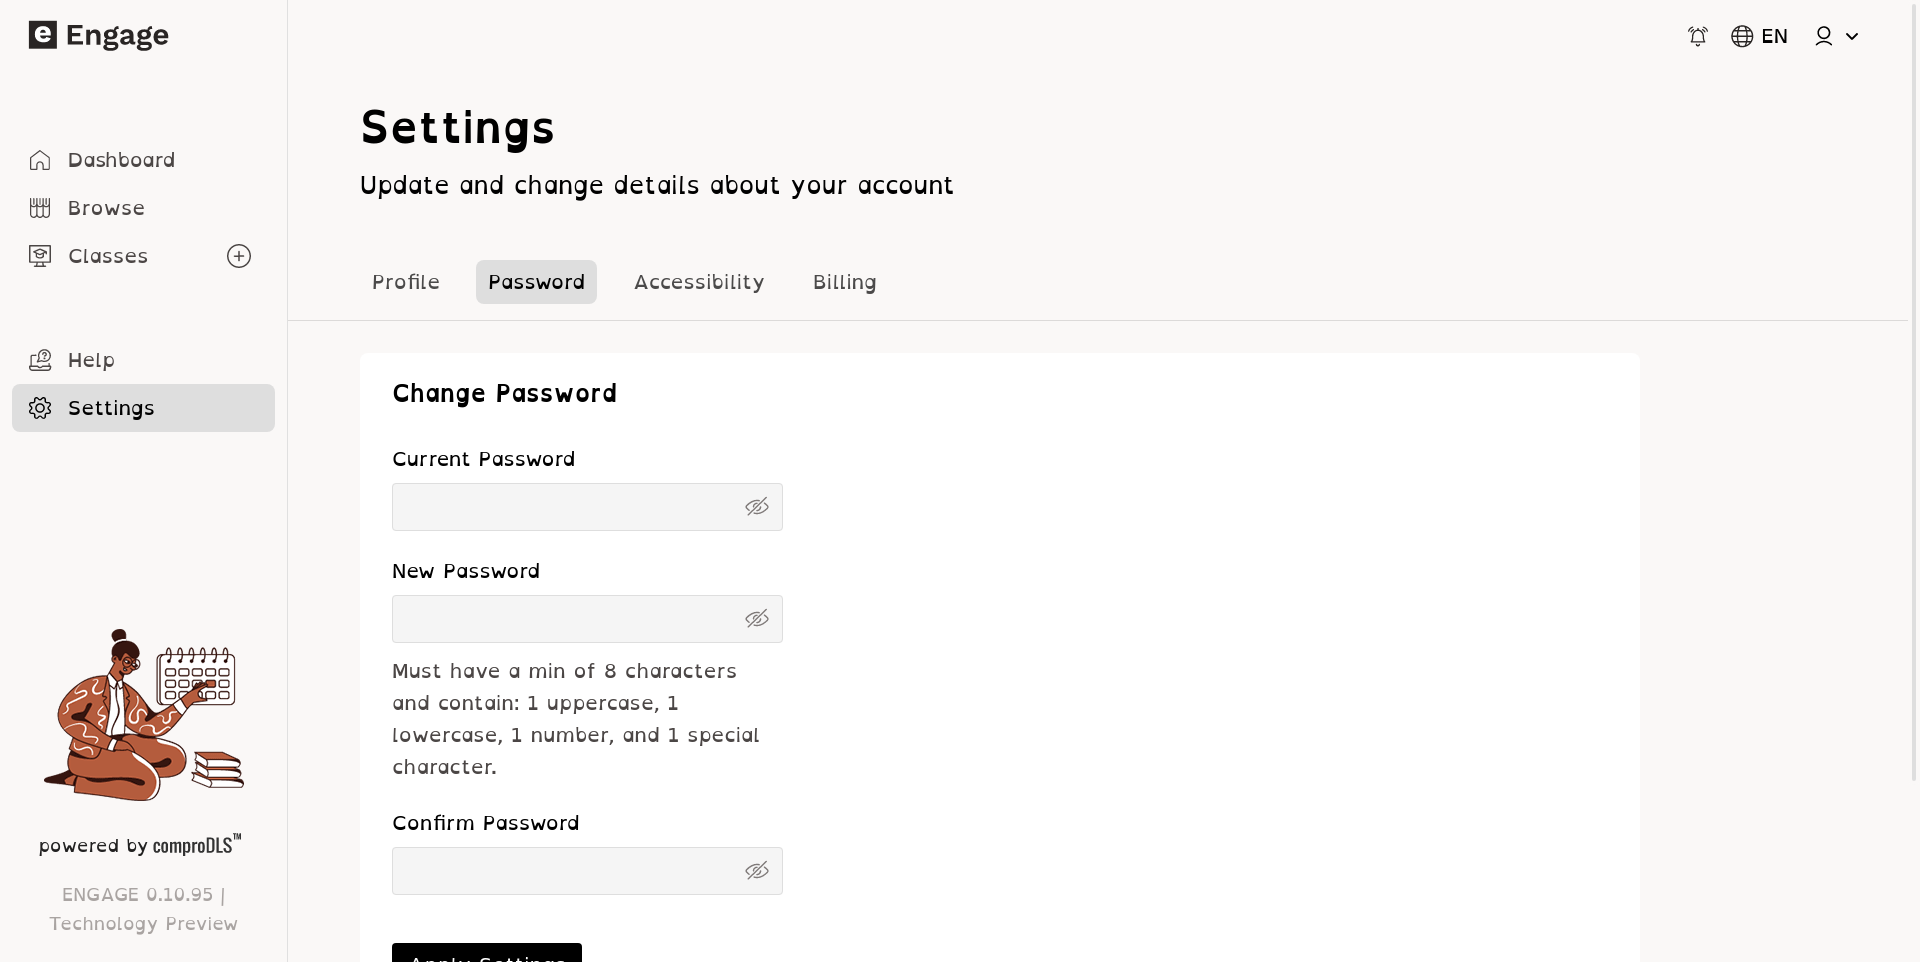 e Engage
EN
Dashboard
Browse
Classes
Help
Settings
powered by comproDLS™
ENGAGE 0.10.95 |
Technology Preview
Settings
Update and change details about your account
Profile
Password
Accessibility
Billing
Change Password
Current Password
New Password
Must have a min of 8 characters
and contain: 1 uppercase, 1
lowercase, 1 number, and 1 special
character.
Confirm Password
Apply Settings